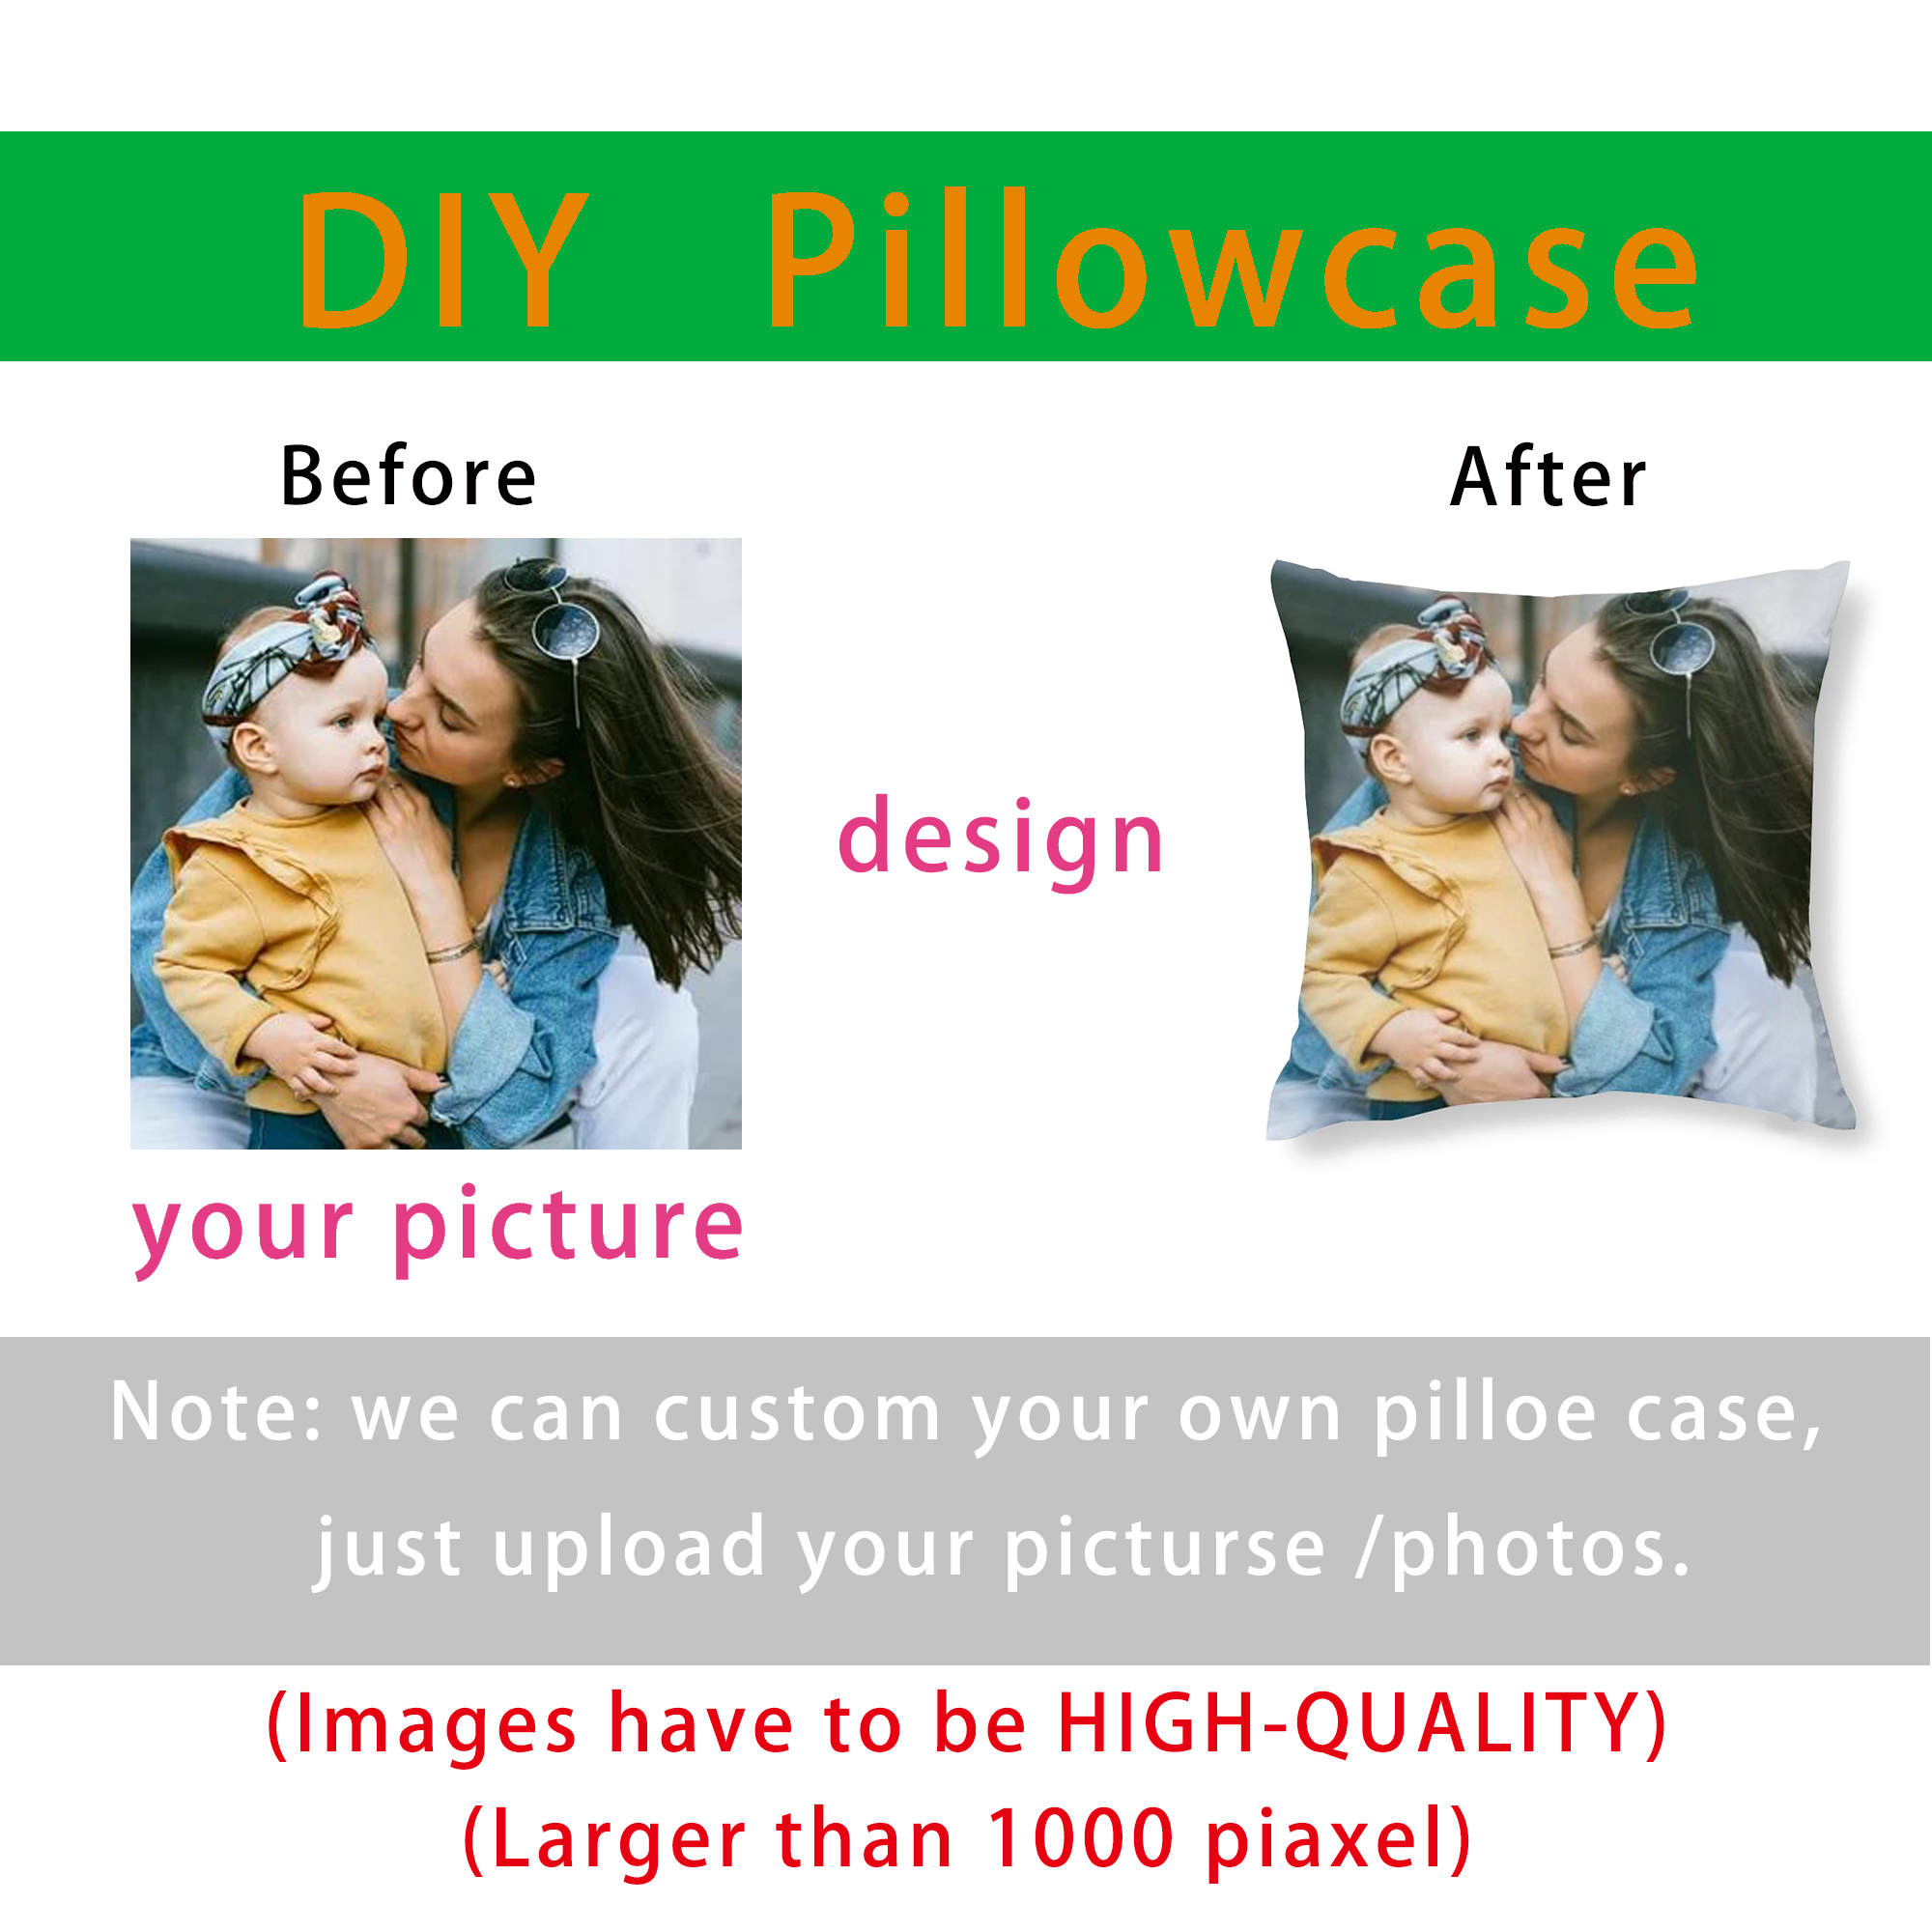 DIY Pillowcase
Before
After
design
your picture
Note: we can custom your own pilloe case,
just upload your picturse /photos.
(Images have to be HIGH-QUALITY)
(Larger than 1000 piaxel)